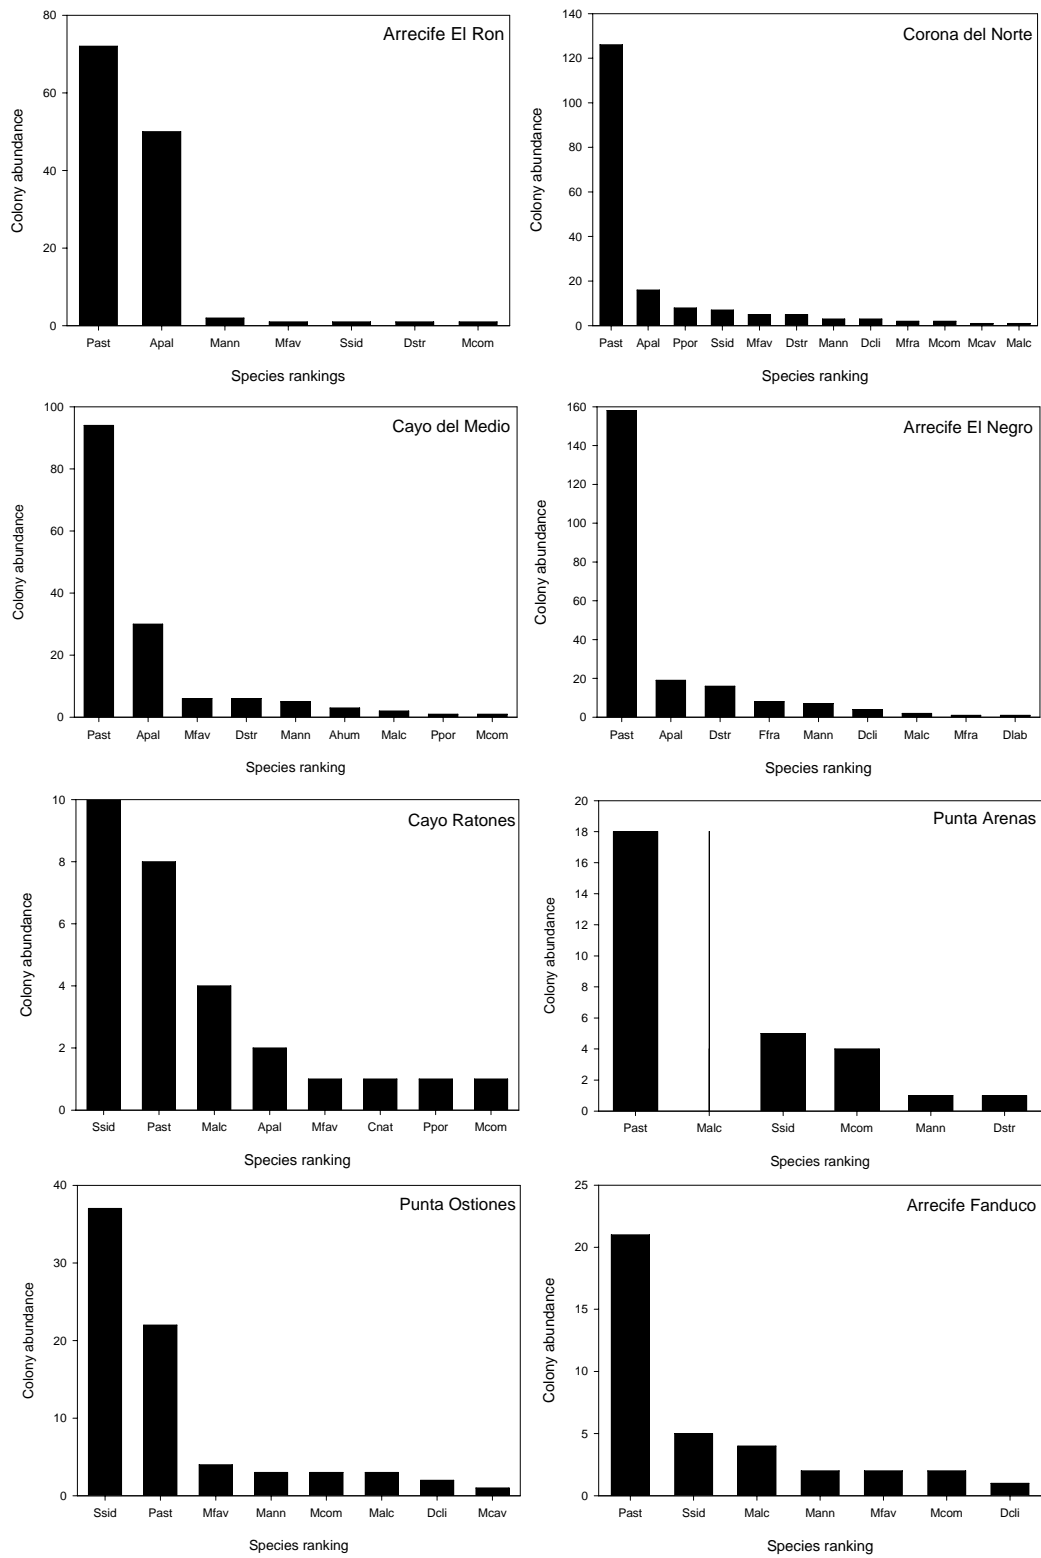 Arrecife El Ron
Colony abundance
80
60
40
20
0
Past Apal Mann Mfav Ssid Dstr Mcom
Species rankings
Corona del Norte
Colony abundance
140
120
100
80
60
40
20
0
Past Apal Ppor Ssid Mfav Dstr Mann Dcli Mfra Mcom Mcav Malc
Species ranking
Cayo del Medio
Colony abundance
100
80
60
40
20
0
Past Apal Mfav Dstr Mann Ahum Malc Ppor Mcom
Species ranking
Arrecife El Negro
Colony abundance
160
140
120
100
80
60
40
20
0
Past Apal Dstr Ffra Mann Dcli Malc Mfra Dlab
Species ranking
Cayo Ratones
Colony abundance
10
8
6
4
2
0
Ssid Past Malc Apal Mfav Cnat Ppor Mcom
Species ranking
Punta Arenas
Colony abundance
20
18
16
14
12
10
8
6
4
2
0
Past Malc Ssid Mcom Mann Dstr
Species ranking
Punta Ostiones
Colony abundance
40
30
20
10
0
Ssid Past Mfav Mann Mcom Malc Dcli Mcav
Species ranking
Arrecife Fanduco
Colony abundance
25
20
15
10
5
0
Past Ssid Malc Mann Mfav Mcom Dcli
Species ranking